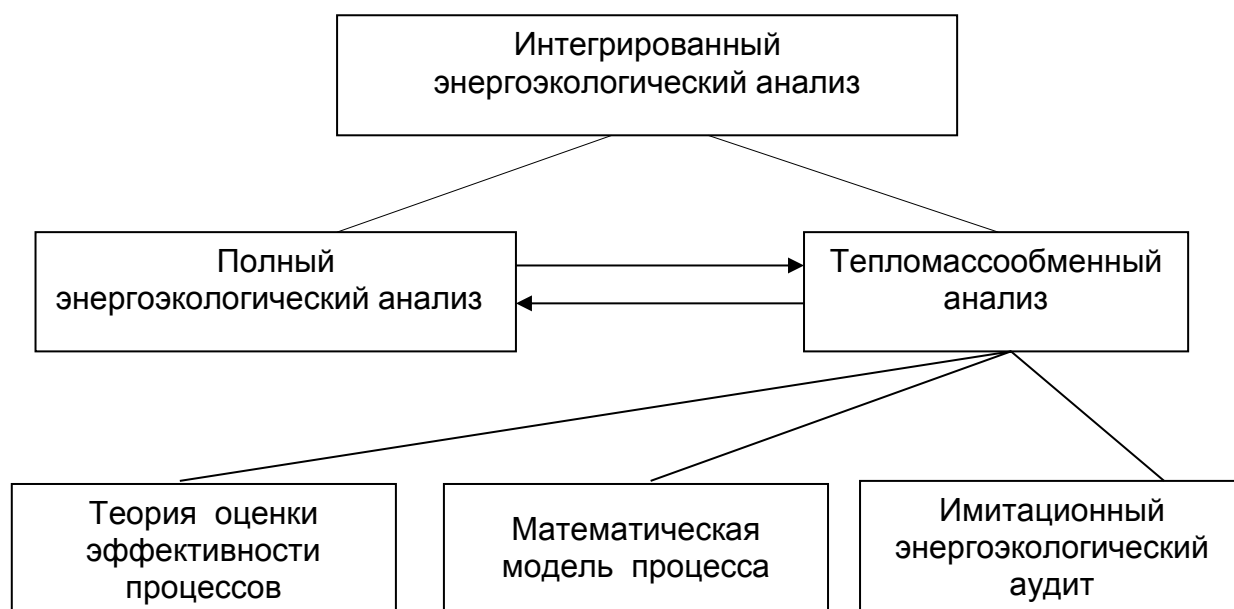 Интегрированный
энергоэкологический анализ
Полный
энергоэкологический анализ
Тепломассообменный
анализ
Теория оценки
эффективности
процессов
Математическая
модель процесса
Имитационный
энергоэкологический
аудит